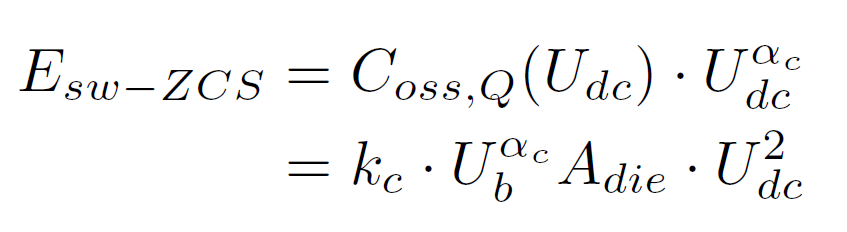 E_{sw-ZCS} = C_{oss,Q}(U_{dc}) · U_{dc}^{α_c}
= k_c · U_b^{α_c} A_{die} · U_{dc}^2